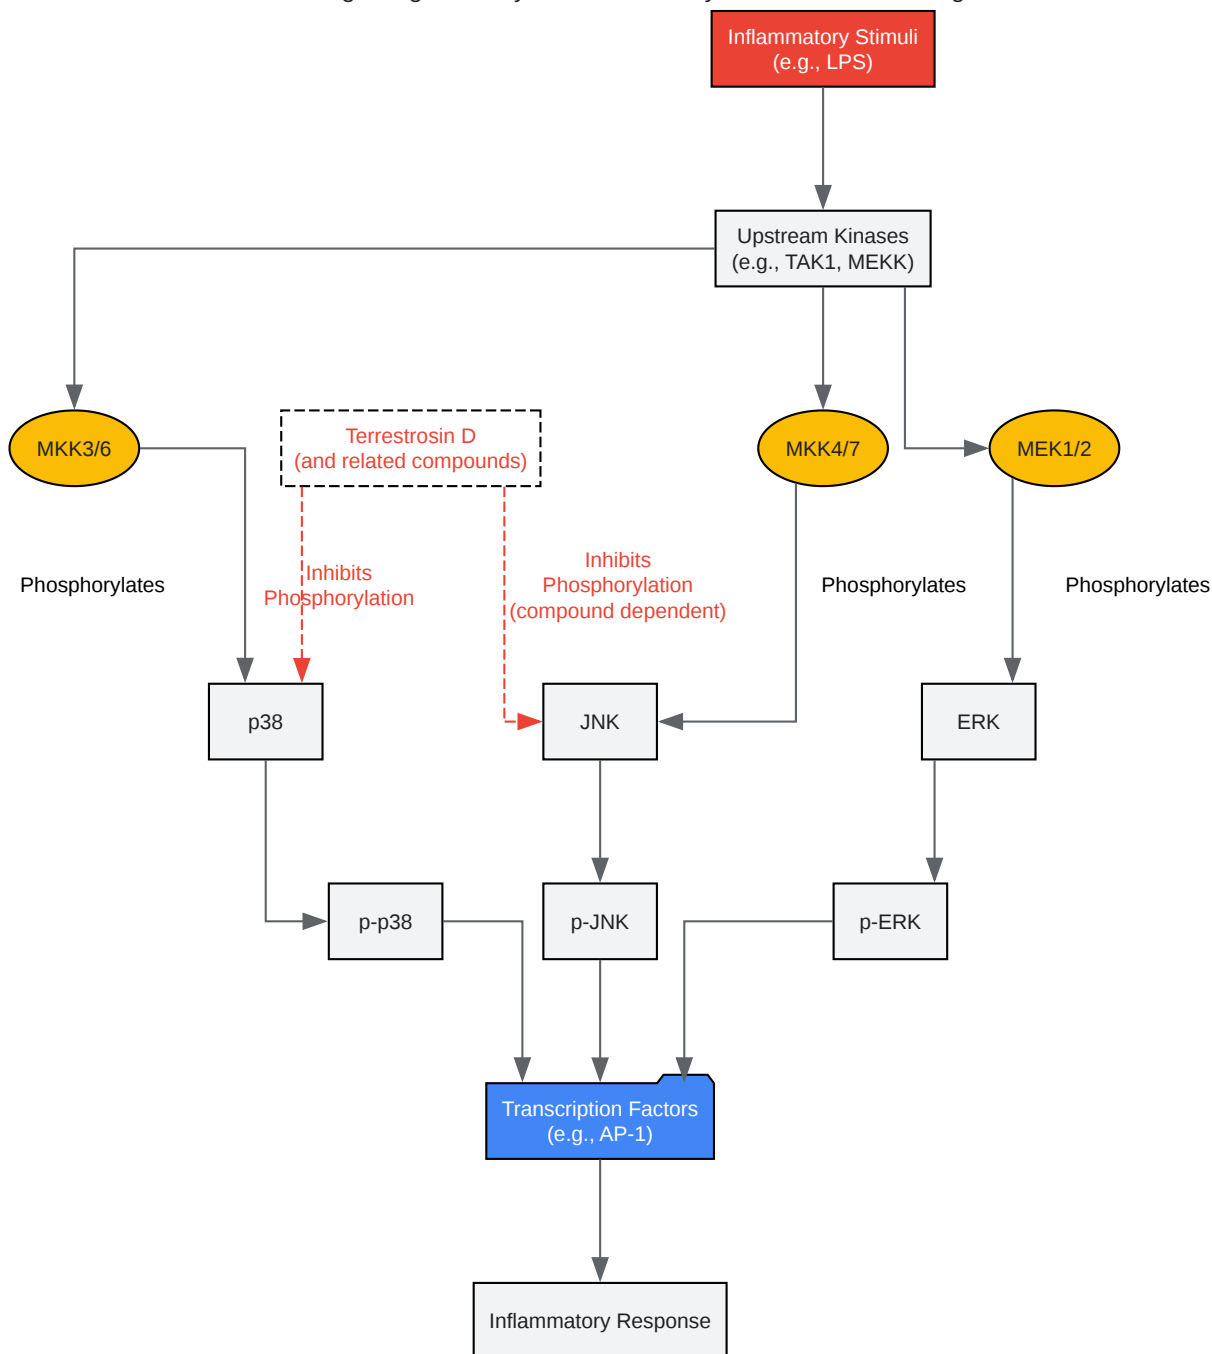 Inflammatory Stimuli
(e.g., LPS)
Upstream Kinases
(e.g., TAK1, MEKK)
MKK3/6
Terrestrosin D
(and related compounds)
MKK4/7
MEK1/2
Phosphorylates
Inhibits
Phosphorylation
Inhibits
Phosphorylation
(compound dependent)
Phosphorylates
Phosphorylates
p38
JNK
ERK
p-p38
p-JNK
p-ERK
Transcription Factors
(e.g., AP-1)
Inflammatory Response